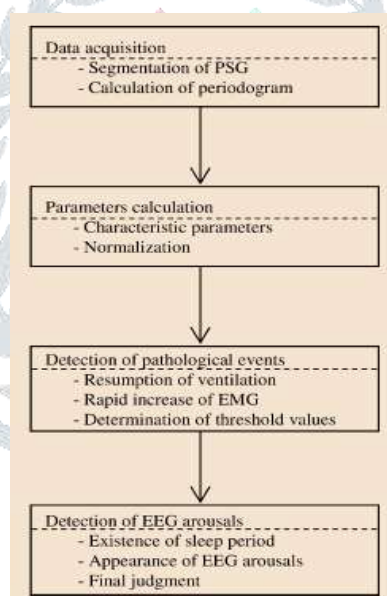 Data acquisition
- Segmentation of PSG
- Calculation of periodogram
Parameters calculation
- Characteristic parameters
- Normalization
Detection of pathological events
- Resumption of ventilation
- Rapid increase of EMG
- Determination of threshold values
Detection of EEG arousals
- Existence of sleep period
- Appearance of EEG arousals
- Final judgment